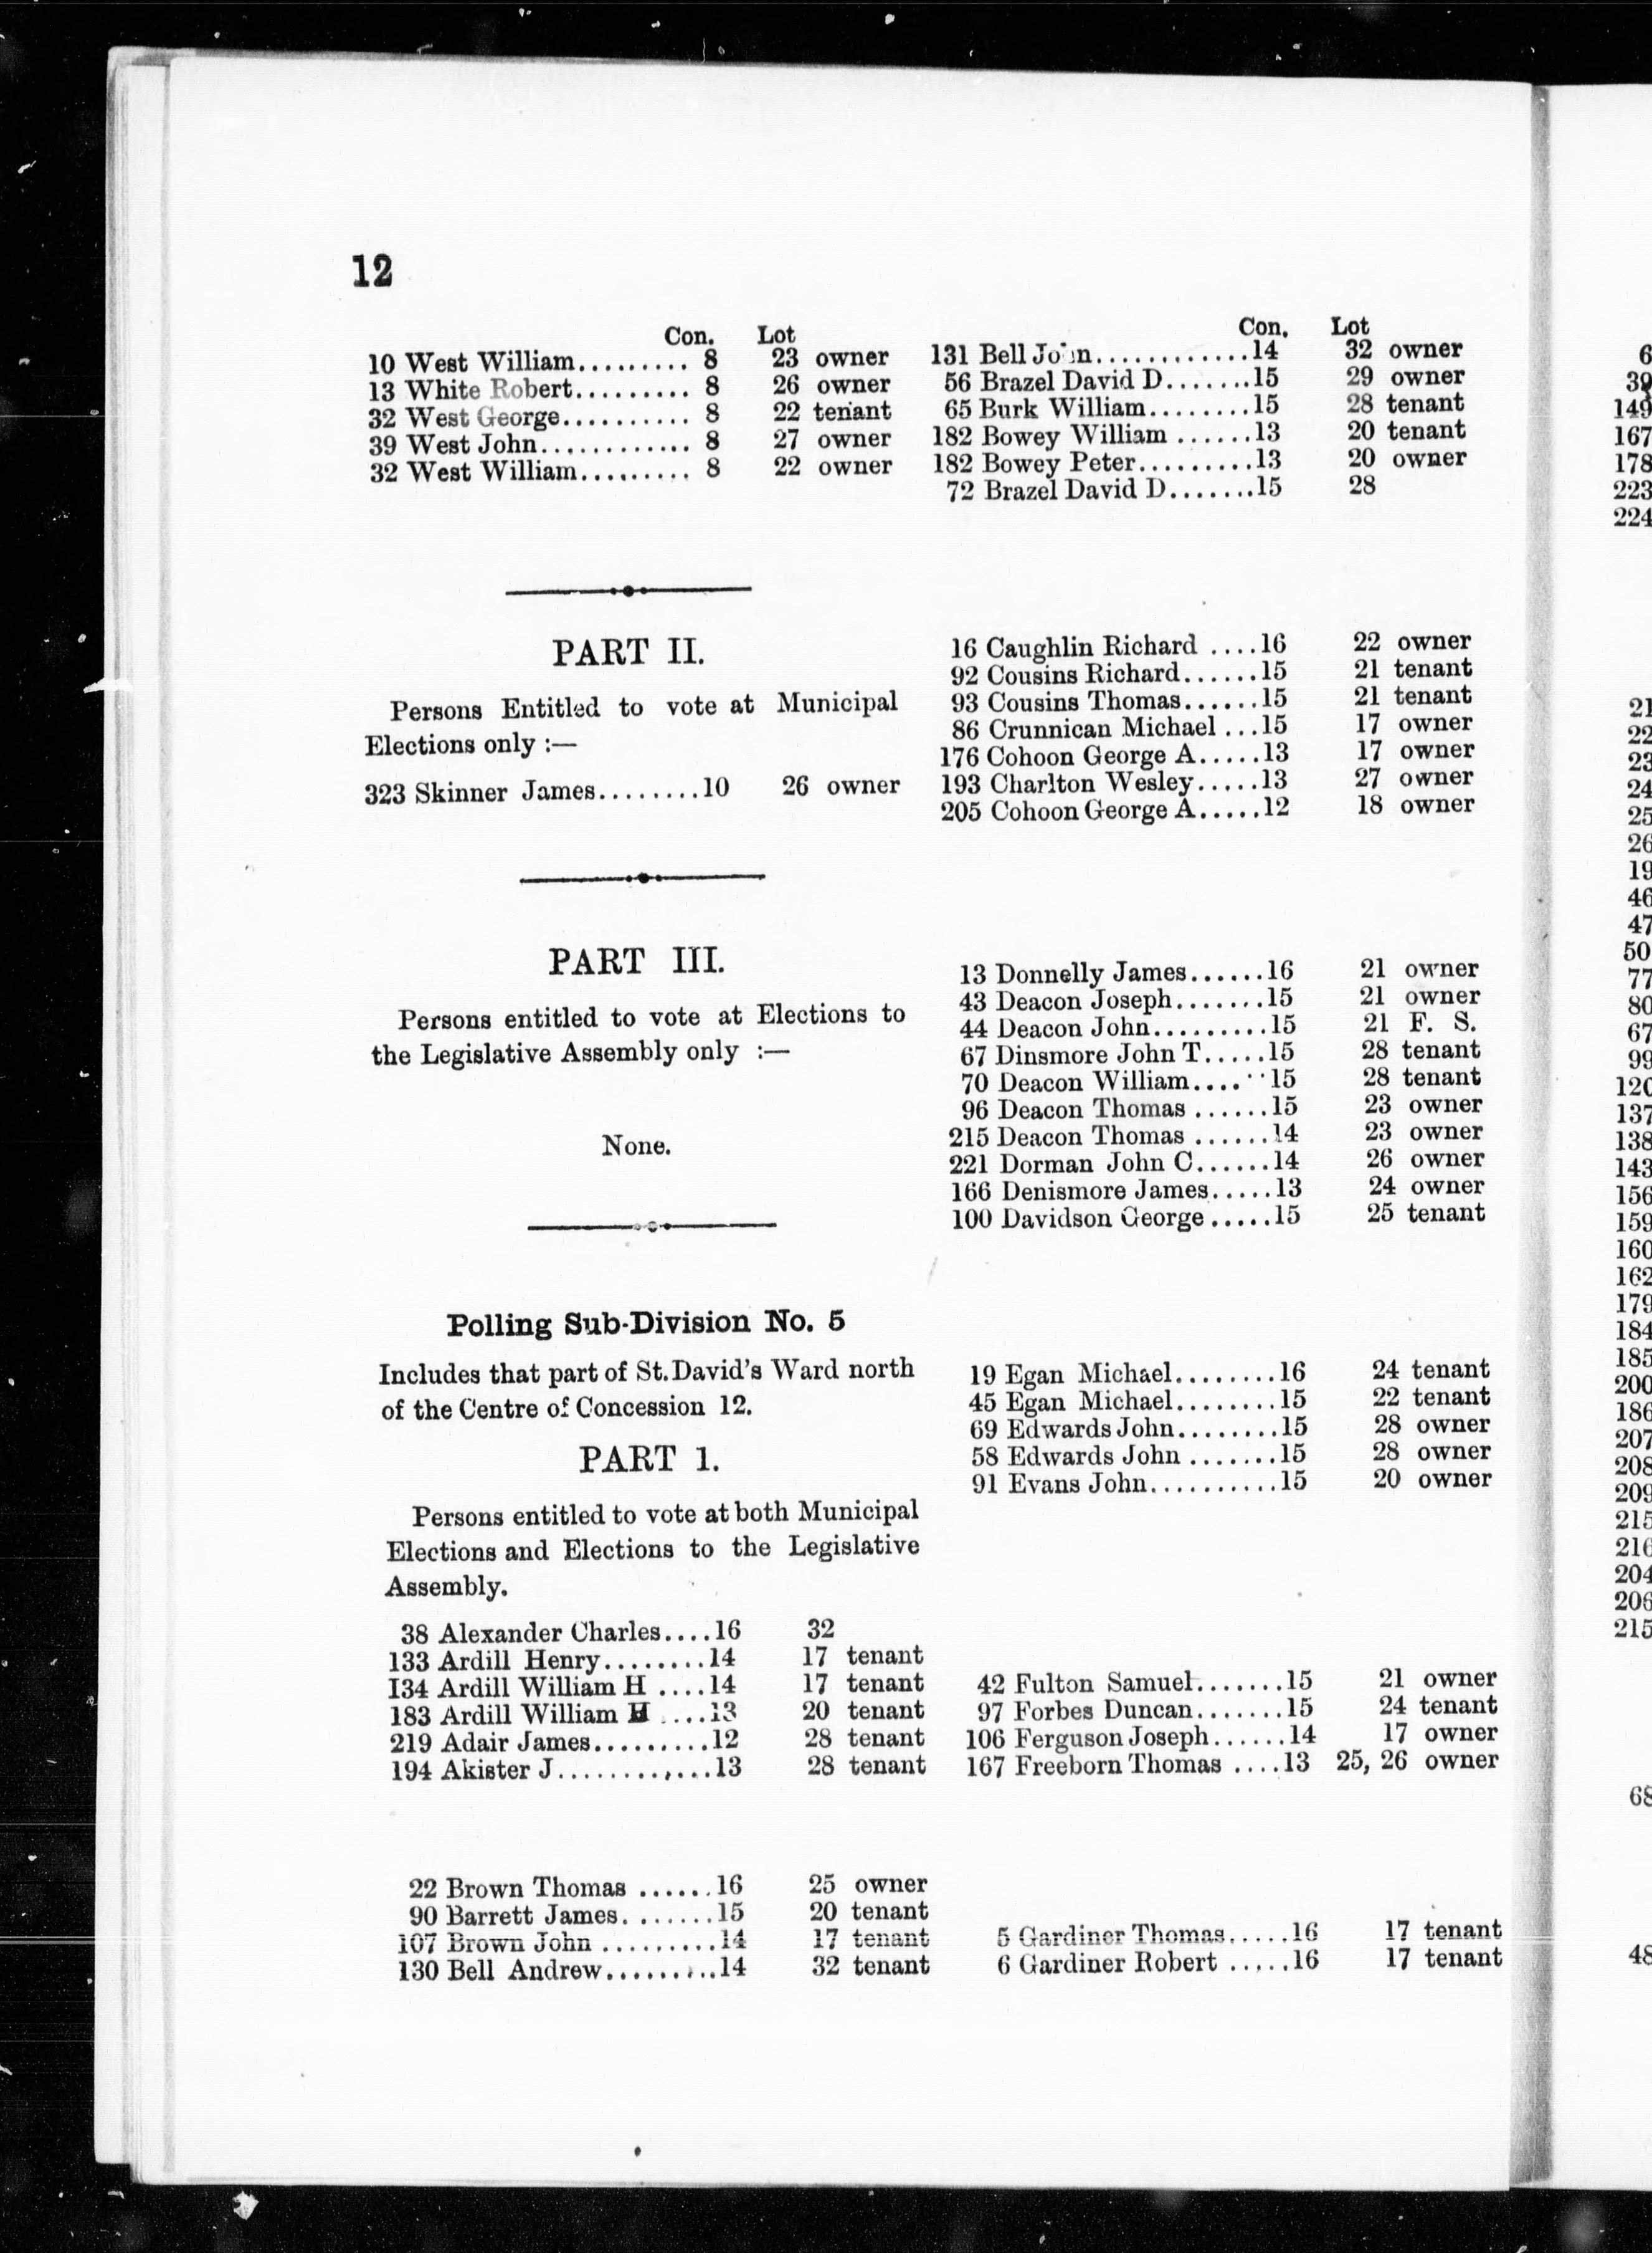 12
Con. Lot
10 West William......... 8 23 owner
13 White Robert......... 8 26 owner
32 West George.......... 8 22 tenant
39 West John............ 8 27 owner
32 West William......... 8 22 owner
PART II.
Persons Entitled to vote at Municipal
Elections only :—
323 Skinner James........10 26 owner
PART III.
Persons entitled to vote at Elections to
the Legislative Assembly only :—
None.
Polling Sub-Division No. 5
Includes that part of St.David's Ward north
of the Centre of Concession 12.
PART 1.
Persons entitled to vote at both Municipal
Elections and Elections to the Legislative
Assembly.
38 Alexander Charles....16 32
133 Ardill Henry........14 17 tenant
134 Ardill William H ....14 17 tenant
183 Ardill William H ....13 20 tenant
219 Adair James.........12 28 tenant
194 Akister J............13 28 tenant
22 Brown Thomas ......16 25 owner
90 Barrett James........15 20 tenant
107 Brown John ..........14 17 tenant
130 Bell Andrew.........14 32 tenant
Con. Lot
131 Bell John............14 32 owner
56 Brazel David D.......15 29 owner
65 Burk William........15 28 tenant
182 Bowey William ......13 20 tenant
182 Bowey Peter.........13 20 owner
72 Brazel David D.......15 28
16 Caughlin Richard ....16 22 owner
92 Cousins Richard......15 21 tenant
93 Cousins Thomas......15 21 tenant
86 Crunnican Michael ...15 17 owner
176 Cohoon George A.....13 17 owner
193 Charlton Wesley.....13 27 owner
205 Cohoon George A.....12 18 owner
13 Donnelly James......16 21 owner
43 Deacon Joseph.......15 21 owner
44 Deacon John.........15 21 F. S.
67 Dinsmore John T.....15 28 tenant
70 Deacon William......15 28 tenant
96 Deacon Thomas ......15 23 owner
215 Deacon Thomas ......14 23 owner
221 Dorman John C......14 26 owner
166 Denismore James.....13 24 owner
100 Davidson George .....15 25 tenant
19 Egan Michael........16 24 tenant
45 Egan Michael........15 22 tenant
69 Edwards John........15 28 owner
58 Edwards John .......15 28 owner
91 Evans John..........15 20 owner
42 Fulton Samuel.......15 21 owner
97 Forbes Duncan.......15 24 tenant
106 Ferguson Joseph......14 17 owner
167 Freeborn Thomas ....13 25, 26 owner
5 Gardiner Thomas.....16 17 tenant
6 Gardiner Robert .....16 17 tenant